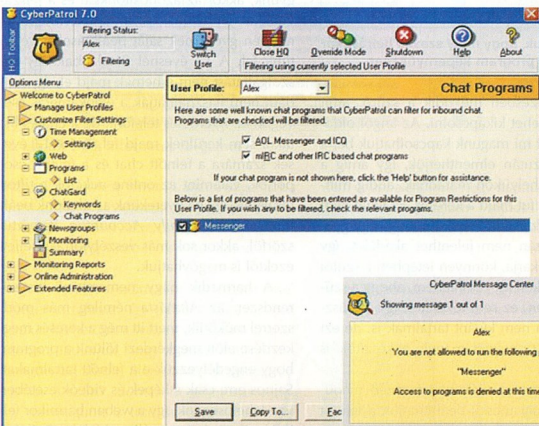 CyberPatrol 7.0
HQ Toolbar
CP
Filtering Status:
Alex
Filtering
Switch User
Close HQ
Override Mode
Shutdown
Help
About
Filtering using currently selected User Profile
Options Menu
Welcome to CyberPatrol
Manage User Profiles
Customize Filter Settings
Time Management
Settings
Web
Programs
List
ChatGard
Keywords
Chat Programs
Newsgroups
Monitoring
Summary
Monitoring Reports
Online Administration
Extended Features
User Profile:
Alex
Chat Programs
Here are some well known chat programs that CyberPatrol can filter for inbound chat.
Programs that are checked will be filtered.
AOL Messenger and ICQ
mIRC and other IRC based chat programs
If your chat program is not shown here, click the 'Help' button for assistance.
Below is a list of programs that have been entered as available for Program Restrictions for this
User Profile. If you wish any to be filtered, check the relevant programs.
Messenger
CyberPatrol Message Center
Showing message 1 out of 1
Alex
You are not allowed to run the following
"Messenger"
Access to programs is denied at this time
Save
Copy To...
Fac